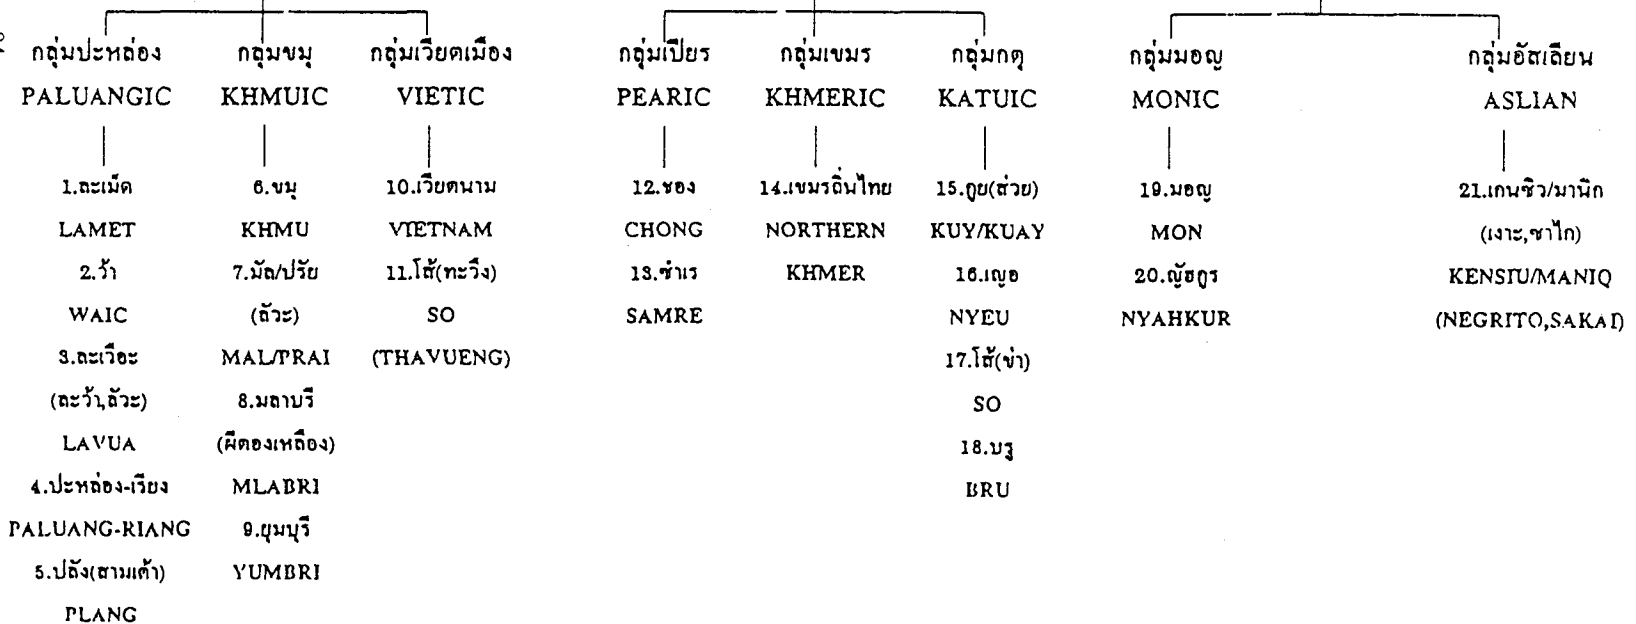 กลุ่มปะหล่อง
PALUANGIC
1.ละเม็ด
LAMET
2.ว้า
WAIC
3.ละเวือะ
(ละว้า,ลัวะ)
LAVUA
4.ปะหล่อง-เรียง
PALUANG-RIANG
5.ปลัง(สามเต้า)
PLANG
กลุ่มขมุ
KHMUIC
6.ขมุ
KHMU
7.มัล/ปรัย
(ลัวะ)
MAL/PRAI
8.มลาบรี
(ผีตองเหลือง)
MLABRI
9.ยุมบุรี
YUMBRI
กลุ่มเวียตเมือง
VIETIC
10.เวียตนาม
VIETNAM
11.โส้(ทะวืง)
SO
(THAVUENG)
กลุ่มเปียร
PEARIC
12.ชอง
CHONG
13.ซำเร
SAMRE
กลุ่มเขมร
KHMERIC
14.เขมรถิ่นไทย
NORTHERN
KHMER
กลุ่มกตุ
KATUIC
15.กูย(ส่วย)
KUY/KUAY
16.เญอ
NYEU
17.โส้(ข่า)
SO
18.บรู
BRU
กลุ่มมอญ
MONIC
19.มอญ
MON
20.ญัฮกุร
NYAHKUR
กลุ่มอัสเลียน
ASLIAN
21.เกนซิว/มานิก
(เงาะ,ซาไก)
KENSIU/MANIQ
(NEGRITO,SAKAI)